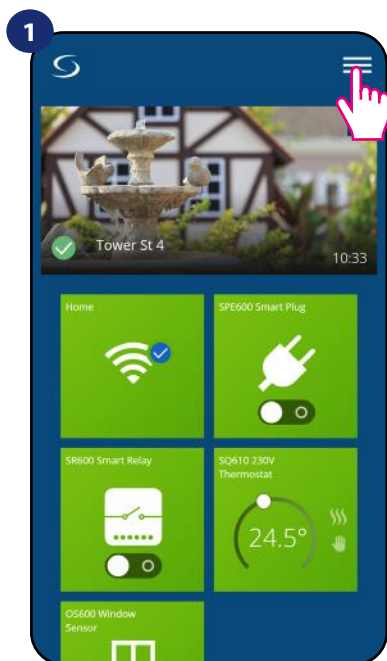 1
Tower St 4
10:33
Home
SPE600 Smart Plug
SR600 Smart Relay
SQ610 230V
Thermostat
24.5°
OS600 Window
Sensor